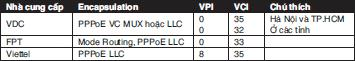 Nhà cung cấp Encapsulation VPI VCI Chú thích
VDC PPPoE VC MUX hoặc LLC 0 35 Hà Nội và TP.HCM
0 32 Ở các tỉnh
FPT Mode Routing, PPPoE LLC 0 33
Viettel PPPoE LLC 8 35